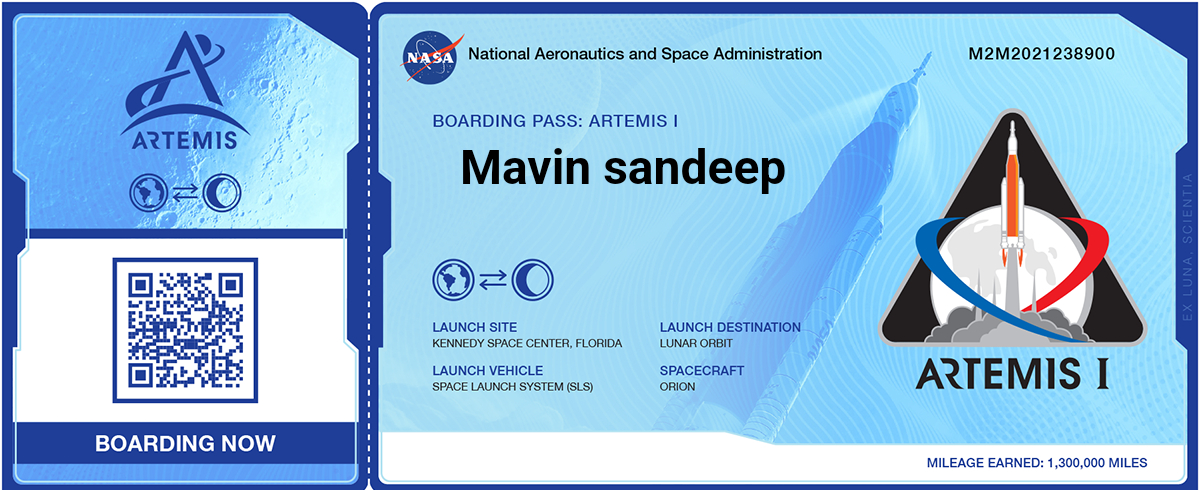 ARTEMIS
BOARDING NOW
NASA
National Aeronautics and Space Administration
M2M2021238900
BOARDING PASS: ARTEMIS I
Mavin sandeep
LAUNCH SITE
KENNEDY SPACE CENTER, FLORIDA
LAUNCH DESTINATION
LUNAR ORBIT
LAUNCH VEHICLE
SPACE LAUNCH SYSTEM (SLS)
SPACECRAFT
ORION
ARTEMIS I
EX LUNA, SCIENTIA
MILEAGE EARNED: 1,300,000 MILES